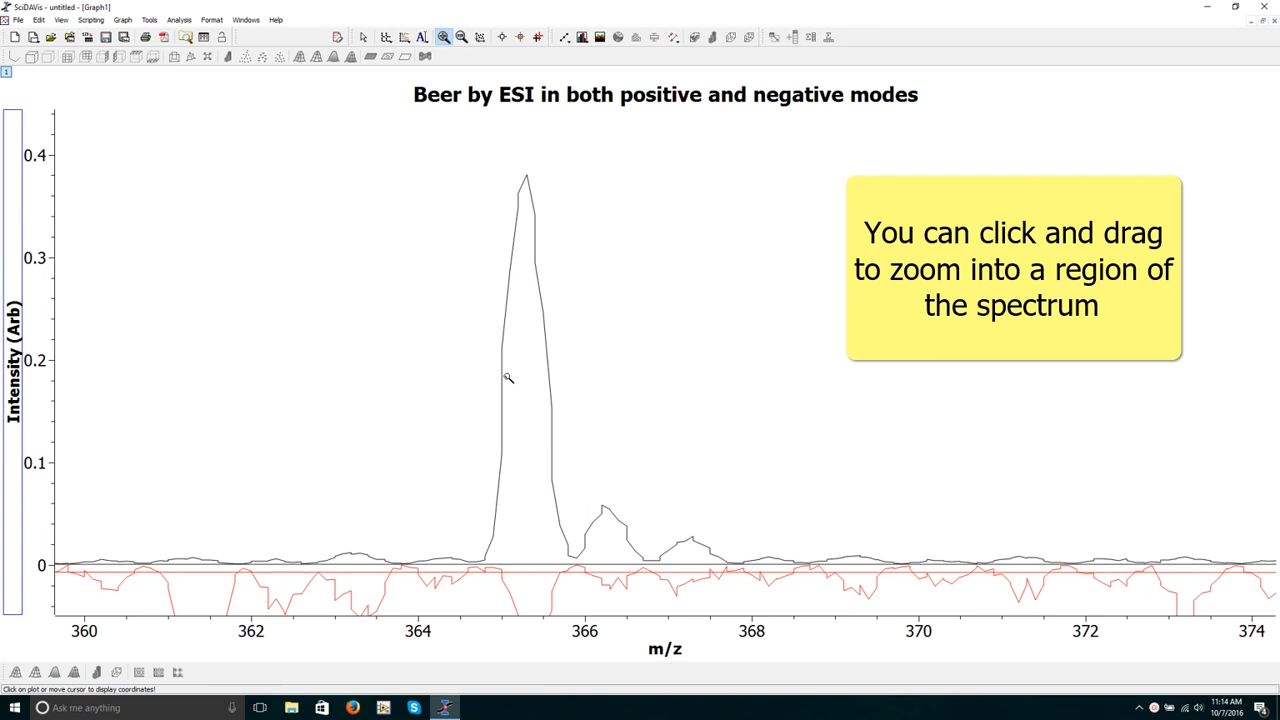 SciDAVis - untitled - [Graph1]
File Edit View Scripting Graph Tools Analysis Format Windows Help
1
Beer by ESI in both positive and negative modes
0.4
0.3
0.2
0.1
0
Intensity (Arb)
You can click and drag
to zoom into a region of
the spectrum
360 362 364 366 368 370 372 374
m/z
Click on plot or move cursor to display coordinates!
Ask me anything
11:14 AM
10/7/2016
4